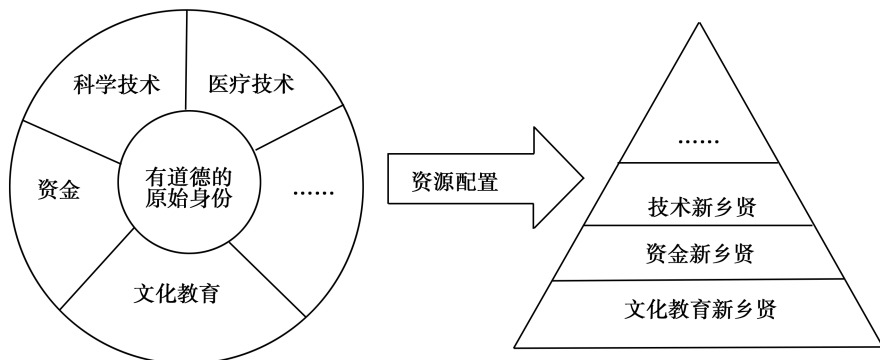 科学技术
医疗技术
资金
有道德的
原始身份
……
文化教育
资源配置
……
技术新乡贤
资金新乡贤
文化教育新乡贤